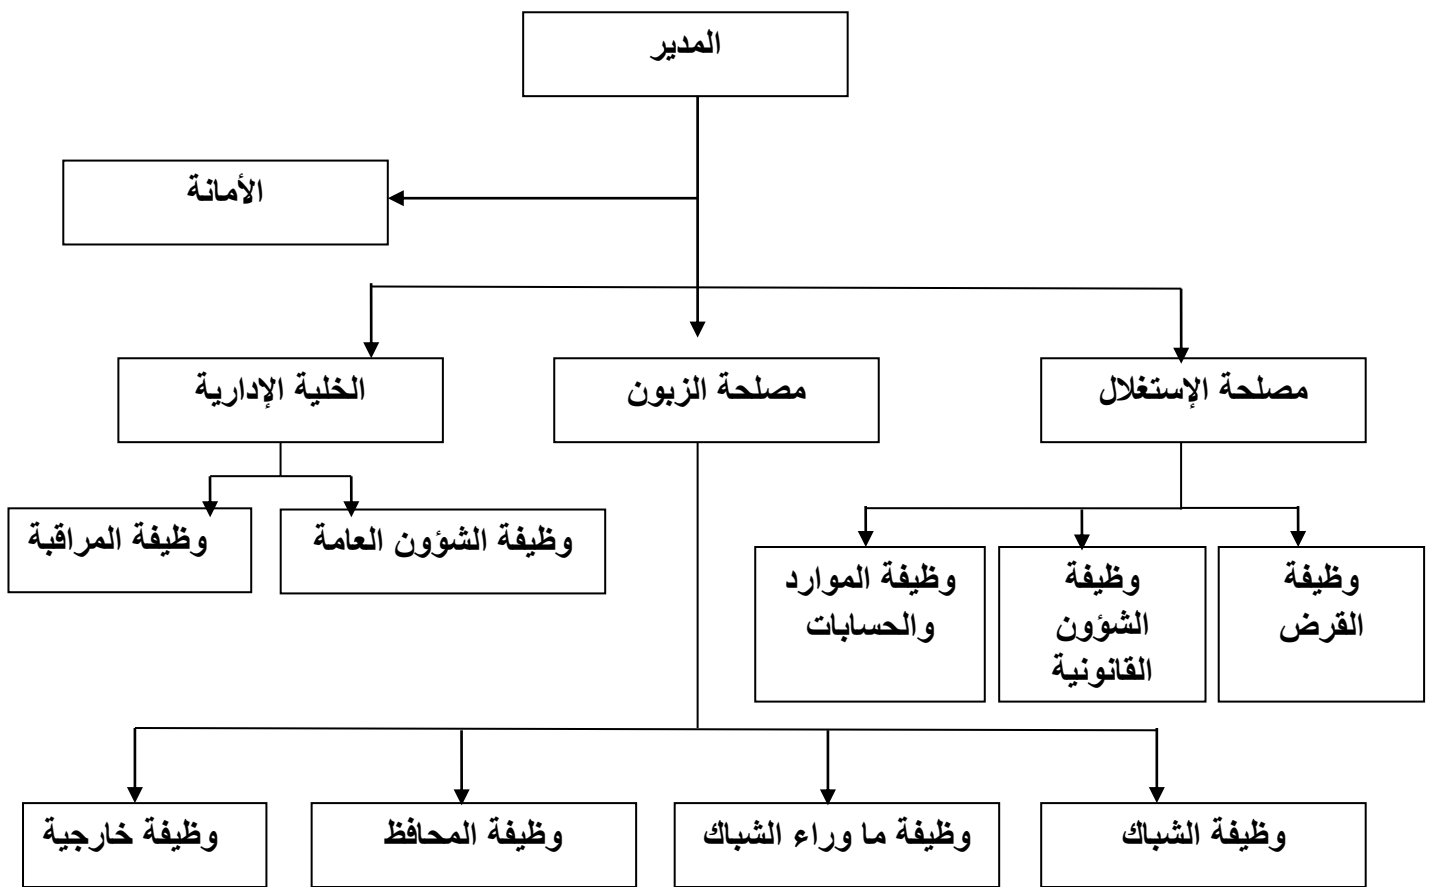 المدير
الأمانة
مصلحة الإستغلال
مصلحة الزبون
الخلية الإدارية
وظيفة الشؤون العامة
وظيفة المراقبة
وظيفة
القرض
وظيفة
الشؤون
القانونية
وظيفة الموارد
والحسابات
وظيفة الشباك
وظيفة ما وراء الشباك
وظيفة المحافظ
وظيفة خارجية